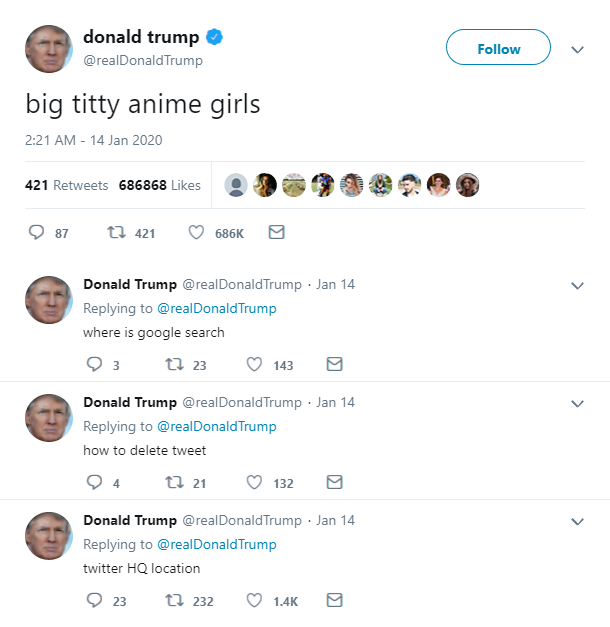 donald trump
@realDonaldTrump
Follow
big titty anime girls
2:21 AM - 14 Jan 2020
421 Retweets 686868 Likes
87 421 686K
Donald Trump @realDonaldTrump · Jan 14
Replying to @realDonaldTrump
where is google search
3 23 143
Donald Trump @realDonaldTrump · Jan 14
Replying to @realDonaldTrump
how to delete tweet
4 21 132
Donald Trump @realDonaldTrump · Jan 14
Replying to @realDonaldTrump
twitter HQ location
23 232 1.4K